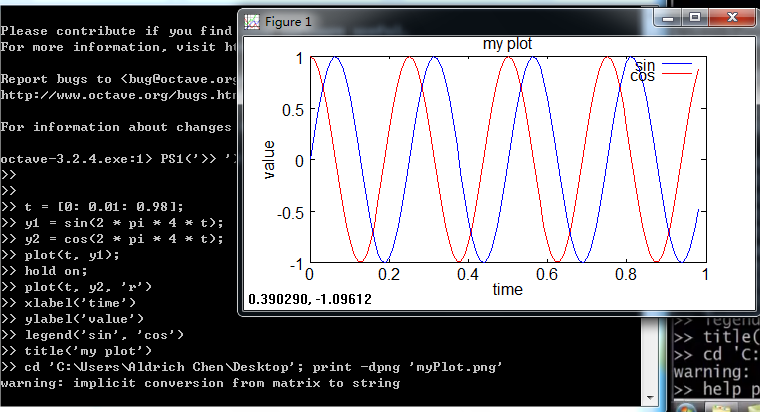 Please contribute if you find
For more information, visit ht
Report bugs to <bug@octave.org
http://www.octave.org/bugs.htm
For information about changes
octave-3.2.4.exe:1> PS1('>> '
>>
>>
>> t = [0: 0.01: 0.98];
>> y1 = sin(2 * pi * 4 * t);
>> y2 = cos(2 * pi * 4 * t);
>> plot(t, y1);
>> hold on;
>> plot(t, y2, 'r')
>> xlabel('time')
>> ylabel('value')
>> legend('sin', 'cos')
>> title('my plot')
>> cd 'C:\Users\Aldrich Chen\Desktop'; print -dpng 'myPlot.png'
warning: implicit conversion from matrix to string
Figure 1
my plot
sin
cos
1
0.5
0
-0.5
-1
value
0 0.2 0.4 0.6 0.8 1
time
0.390290, -1.09612
>> legend
>> title(
>> cd 'C:
warning:
>> help p